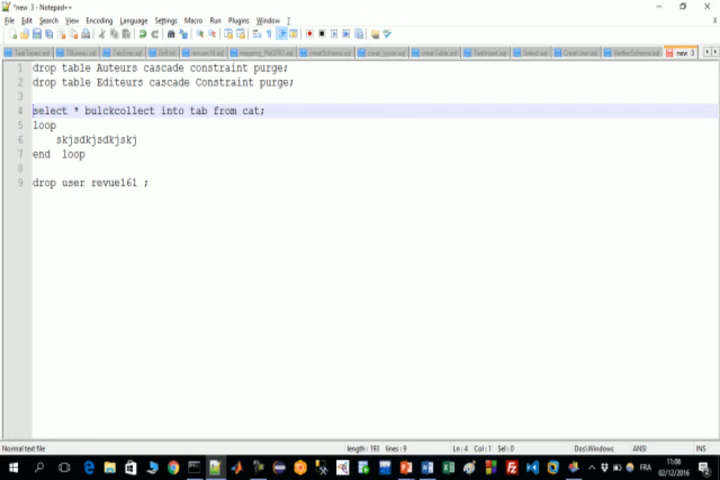 *new 3 - Notepad++
File Edit Search View Encoding Language Settings Macro Run Plugins Window ?
new 3
1 drop table Auteurs cascade constraint purge;
2 drop table Editeurs cascade Constraint purge;
3
4 select * bulckcollect into tab from cat;
5 loop
6 skjsdkjsdkjskj
7 end loop
8
9 drop user revue161 ;
Normal text file length : 193 lines : 9 Ln : 4 Col : 1 Sel : 0 Dos\Windows ANSI INS
FRA
11:06
02/12/2016